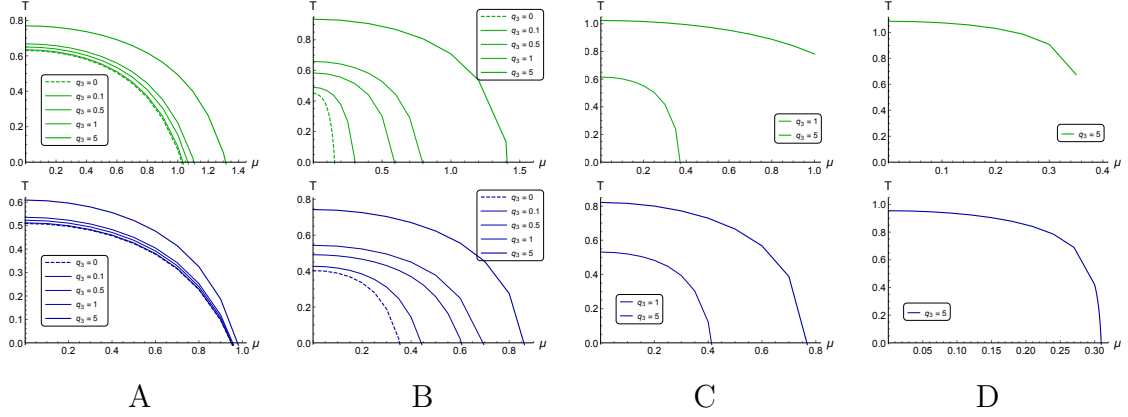 T
0.8
0.6
0.4
0.2
0.0
0.2 0.4 0.6 0.8 1.0 1.2 1.4
μ
q3 = 0
q3 = 0.1
q3 = 0.5
q3 = 1
q3 = 5
T
0.8
0.6
0.4
0.2
0.0
0.5 1.0 1.5
μ
q3 = 0
q3 = 0.1
q3 = 0.5
q3 = 1
q3 = 5
T
1.0
0.8
0.6
0.4
0.2
0.0
0.2 0.4 0.6 0.8 1.0
μ
q3 = 1
q3 = 5
T
1.0
0.8
0.6
0.4
0.2
0.0
0.1 0.2 0.3 0.4
μ
q3 = 5
T
0.6
0.5
0.4
0.3
0.2
0.1
0.0
0.2 0.4 0.6 0.8 1.0
μ
q3 = 0
q3 = 0.1
q3 = 0.5
q3 = 1
q3 = 5
T
0.8
0.6
0.4
0.2
0.0
0.2 0.4 0.6 0.8
μ
q3 = 0
q3 = 0.1
q3 = 0.5
q3 = 1
q3 = 5
T
0.8
0.6
0.4
0.2
0.0
0.2 0.4 0.6 0.8
μ
q3 = 1
q3 = 5
T
1.0
0.8
0.6
0.4
0.2
0.0
0.05 0.10 0.15 0.20 0.25 0.30
μ
q3 = 5
A B C D